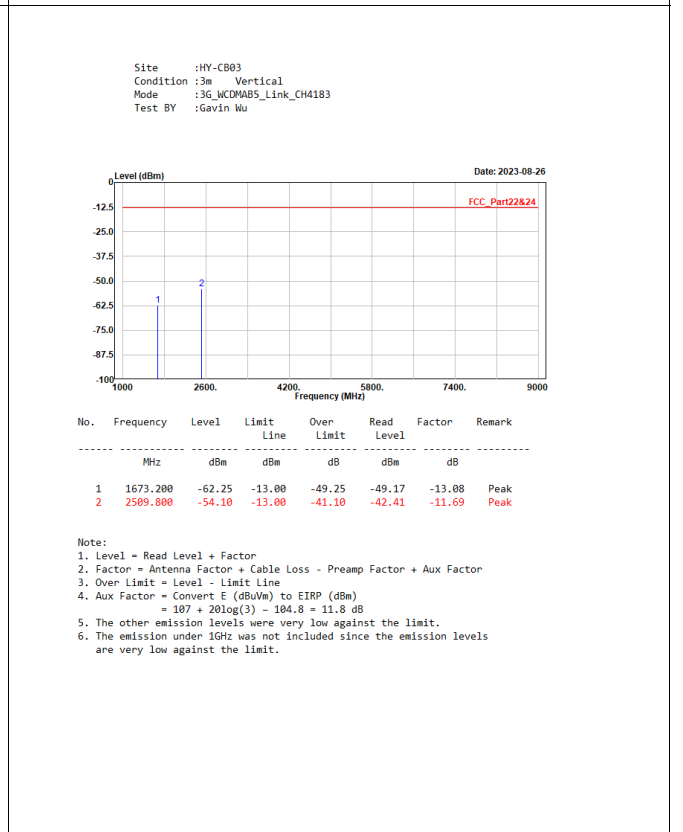 Site :HY-CB03
Condition :3m Vertical
Mode :3G_WCDMAB5_Link_CH4183
Test BY :Gavin Wu
Level (dBm) Date: 2023-08-26
0
FCC_Part22&24
-12.5
-25.0
-37.5
-50.0
2
-62.5
1
-75.0
-87.5
-100
1000 2600. 4200. 5800. 7400. 9000
Frequency (MHz)
No. Frequency Level Limit Over Read Factor Remark
Line Limit Level
------ ----------- -------- --------- --------- -------- -------- ---------
MHz dBm dBm dB dBm dB
1 1673.200 -62.25 -13.00 -49.25 -49.17 -13.08 Peak
2 2509.800 -54.10 -13.00 -41.10 -42.41 -11.69 Peak
Note:
1. Level = Read Level + Factor
2. Factor = Antenna Factor + Cable Loss - Preamp Factor + Aux Factor
3. Over Limit = Level - Limit Line
4. Aux Factor = Convert E (dBuVm) to EIRP (dBm)
= 107 + 20log(3) – 104.8 = 11.8 dB
5. The other emission levels were very low against the limit.
6. The emission under 1GHz was not included since the emission levels
are very low against the limit.